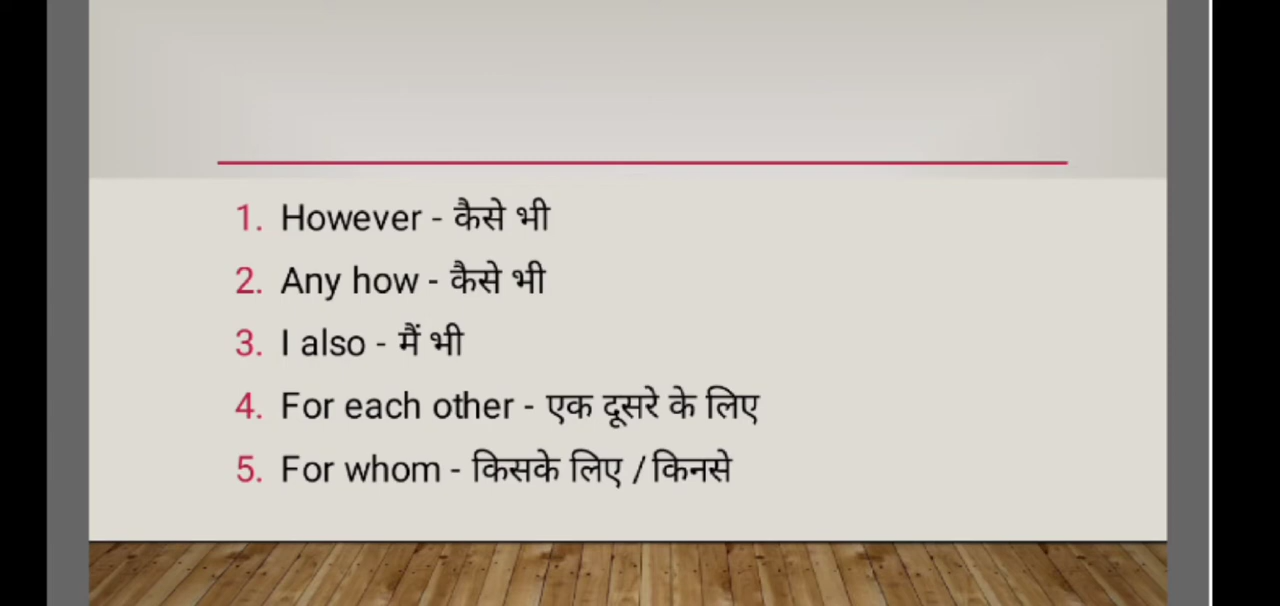 1. However - कैसे भी
2. Any how - कैसे भी
3. I also - मैं भी
4. For each other - एक दूसरे के लिए
5. For whom - किसके लिए / किनसे